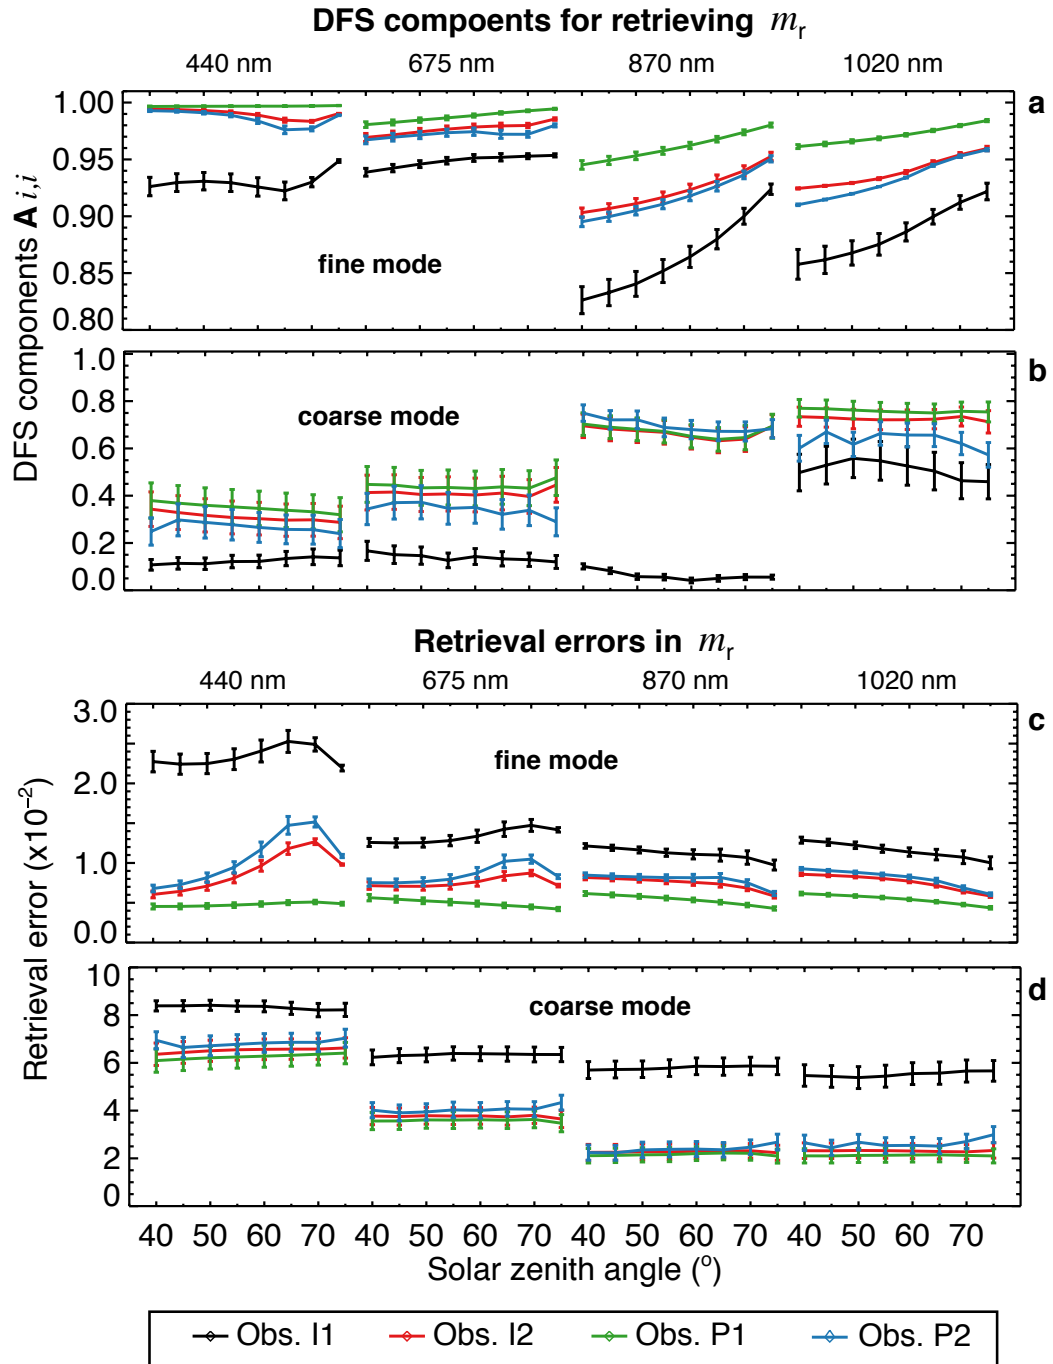 DFS compoents for retrieving m_r
440 nm 675 nm 870 nm 1020 nm
a
1.00
0.95
0.90
0.85
0.80
fine mode
DFS components A i,i
b
1.0
0.8
0.6
0.4
0.2
0.0
coarse mode
Retrieval errors in m_r
440 nm 675 nm 870 nm 1020 nm
c
3.0
2.0
1.0
0.0
fine mode
Retrieval error (x10⁻²)
d
10
8
6
4
2
0
coarse mode
40 50 60 70 40 50 60 70 40 50 60 70 40 50 60 70
Solar zenith angle (°)
Obs. I1 Obs. I2 Obs. P1 Obs. P2